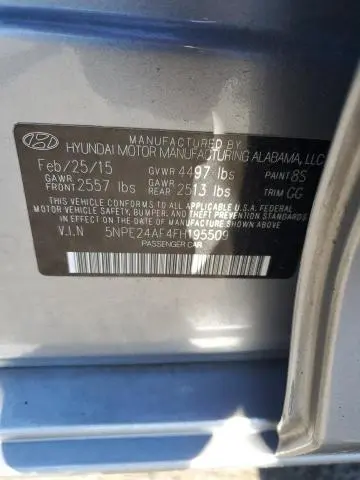 MANUFACTURED BY
HYUNDAI MOTOR MANUFACTURING ALABAMA, LLC
Feb/25/15 GVWR 4497 lbs PAINT 8S
GAWR FRONT 2557 lbs GAWR REAR 2513 lbs TRIM GG
THIS VEHICLE CONFORMS TO ALL APPLICABLE U.S. FEDERAL
MOTOR VEHICLE SAFETY, BUMPER, AND THEFT PREVENTION STANDARDS
IN EFFECT ON THE DATE OF MANUFACTURE SHOWN ABOVE.
V.I.N 5NPE24AF4FH195509
PASSENGER CAR